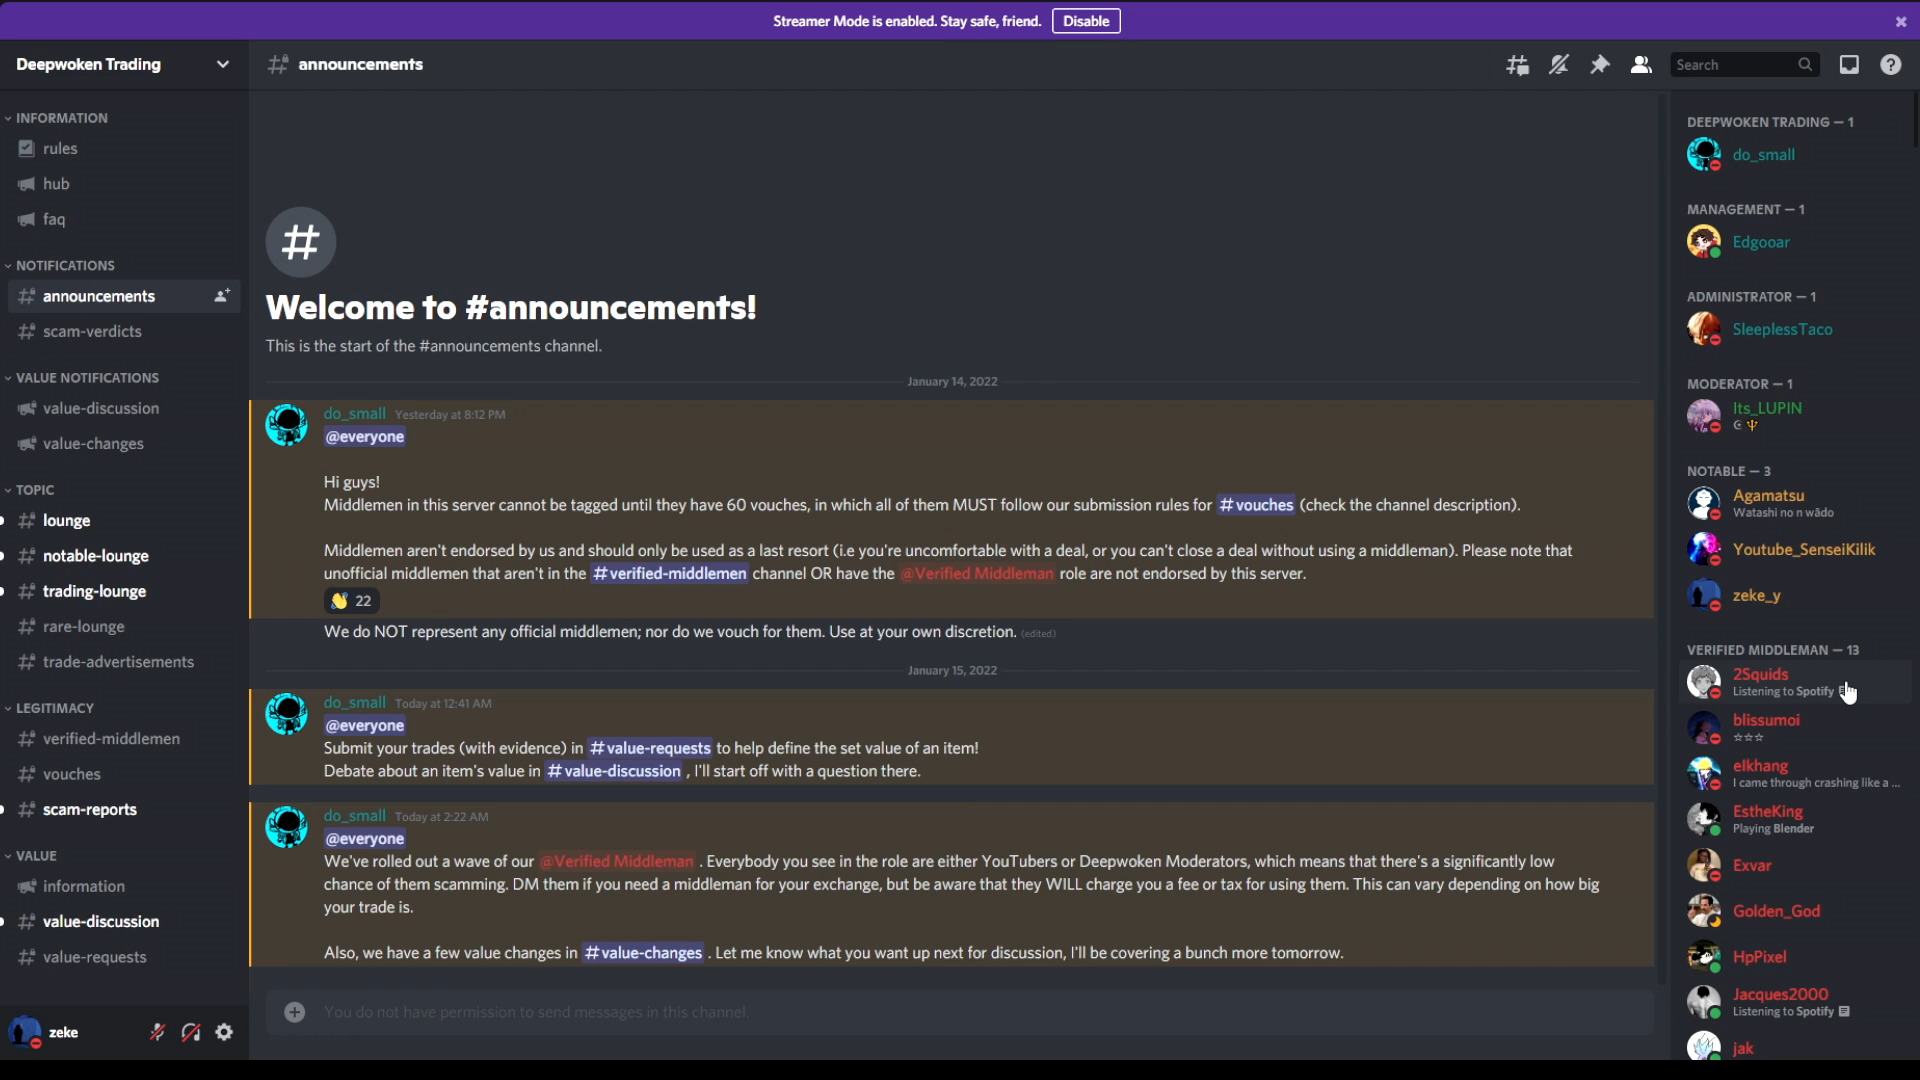 Streamer Mode is enabled. Stay safe, friend. Disable
Deepwoken Trading
announcements
Search
INFORMATION
rules
hub
faq
NOTIFICATIONS
announcements
scam-verdicts
VALUE NOTIFICATIONS
value-discussion
value-changes
TOPIC
lounge
notable-lounge
trading-lounge
rare-lounge
trade-advertisements
LEGITIMACY
verified-middlemen
vouches
scam-reports
VALUE
information
value-discussion
value-requests
zeke
Welcome to #announcements!
This is the start of the #announcements channel.
January 14, 2022
do_small Yesterday at 8:12 PM
@everyone
Hi guys!
Middlemen in this server cannot be tagged until they have 60 vouches, in which all of them MUST follow our submission rules for #vouches (check the channel description).
Middlemen aren't endorsed by us and should only be used as a last resort (i.e you're uncomfortable with a deal, or you can't close a deal without using a middleman). Please note that
unofficial middlemen that aren't in the #verified-middlemen channel OR have the @Verified Middleman role are not endorsed by this server.
👋 22
We do NOT represent any official middlemen; nor do we vouch for them. Use at your own discretion. (edited)
January 15, 2022
do_small Today at 12:41 AM
@everyone
Submit your trades (with evidence) in #value-requests to help define the set value of an item!
Debate about an item's value in #value-discussion , I'll start off with a question there.
do_small Today at 2:22 AM
@everyone
We've rolled out a wave of our @Verified Middleman . Everybody you see in the role are either YouTubers or Deepwoken Moderators, which means that there's a significantly low
chance of them scamming. DM them if you need a middleman for your exchange, but be aware that they WILL charge you a fee or tax for using them. This can vary depending on how big
your trade is.
Also, we have a few value changes in #value-changes . Let me know what you want up next for discussion, I'll be covering a bunch more tomorrow.
You do not have permission to send messages in this channel.
DEEPWOKEN TRADING — 1
do_small
MANAGEMENT — 1
Edgooar
ADMINISTRATOR — 1
SleeplessTaco
MODERATOR — 1
Its_LUPIN
☪🔱
NOTABLE — 3
Agamatsu
Watashi no n wādo
Youtube_SenseiKilik
zeke_y
VERIFIED MIDDLEMAN — 13
2Squids
Listening to Spotify
blissumoi
☆☆☆
elkhang
I came through crashing like a ...
EstheKing
Playing Blender
Exvar
Golden_God
HpPixel
Jacques2000
Listening to Spotify
jak